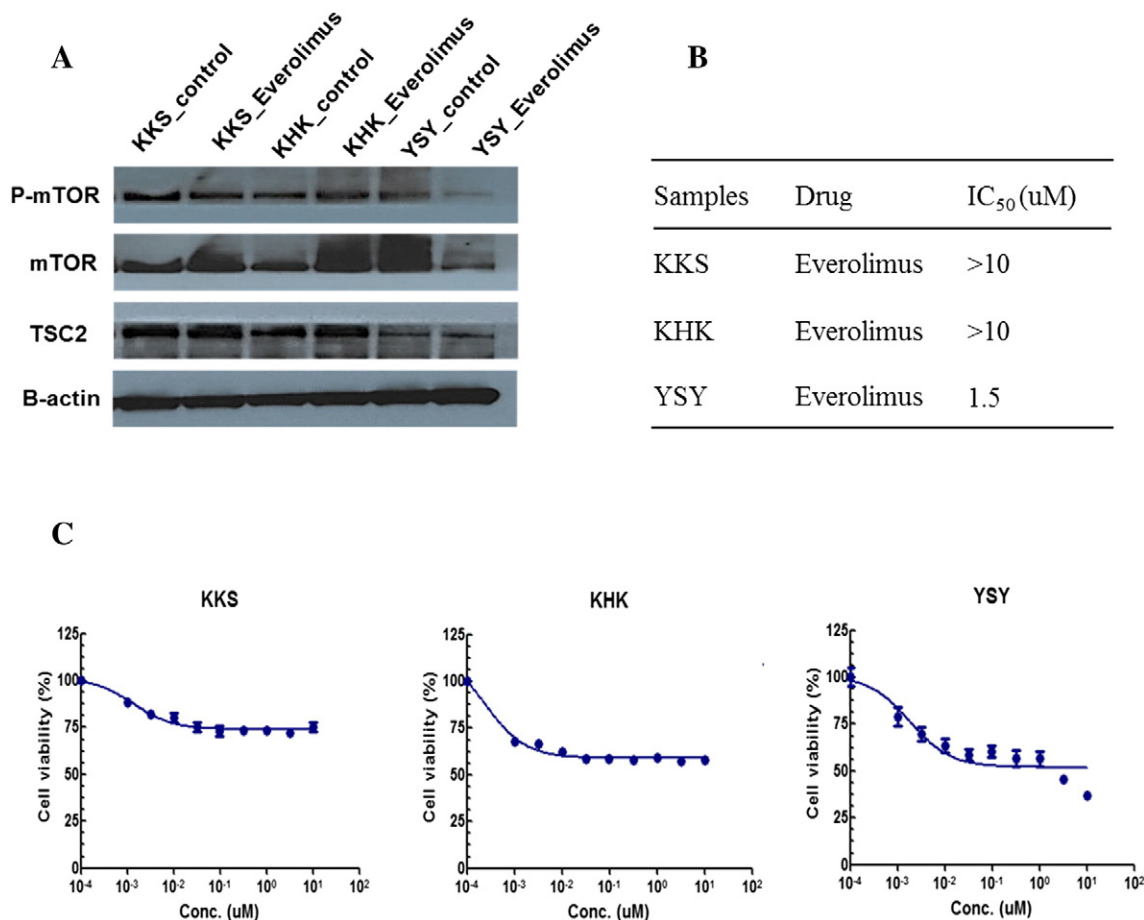 A
KKS_control
KKS_Everolimus
KHK_control
KHK_Everolimus
YSY_control
YSY_Everolimus
P-mTOR
mTOR
TSC2
B-actin
B
Samples Drug IC₅₀ (uM)
KKS Everolimus >10
KHK Everolimus >10
YSY Everolimus 1.5
C
KKS
Cell viability (%)
125
100
75
50
25
0
10⁻⁴ 10⁻³ 10⁻² 10⁻¹ 10⁰ 10¹ 10²
Conc. (uM)
KHK
Cell viability (%)
125
100
75
50
25
0
10⁻⁴ 10⁻³ 10⁻² 10⁻¹ 10⁰ 10¹ 10²
Conc. (uM)
YSY
Cell viability (%)
125
100
75
50
25
0
10⁻⁴ 10⁻³ 10⁻² 10⁻¹ 10⁰ 10¹ 10²
Conc. (uM)